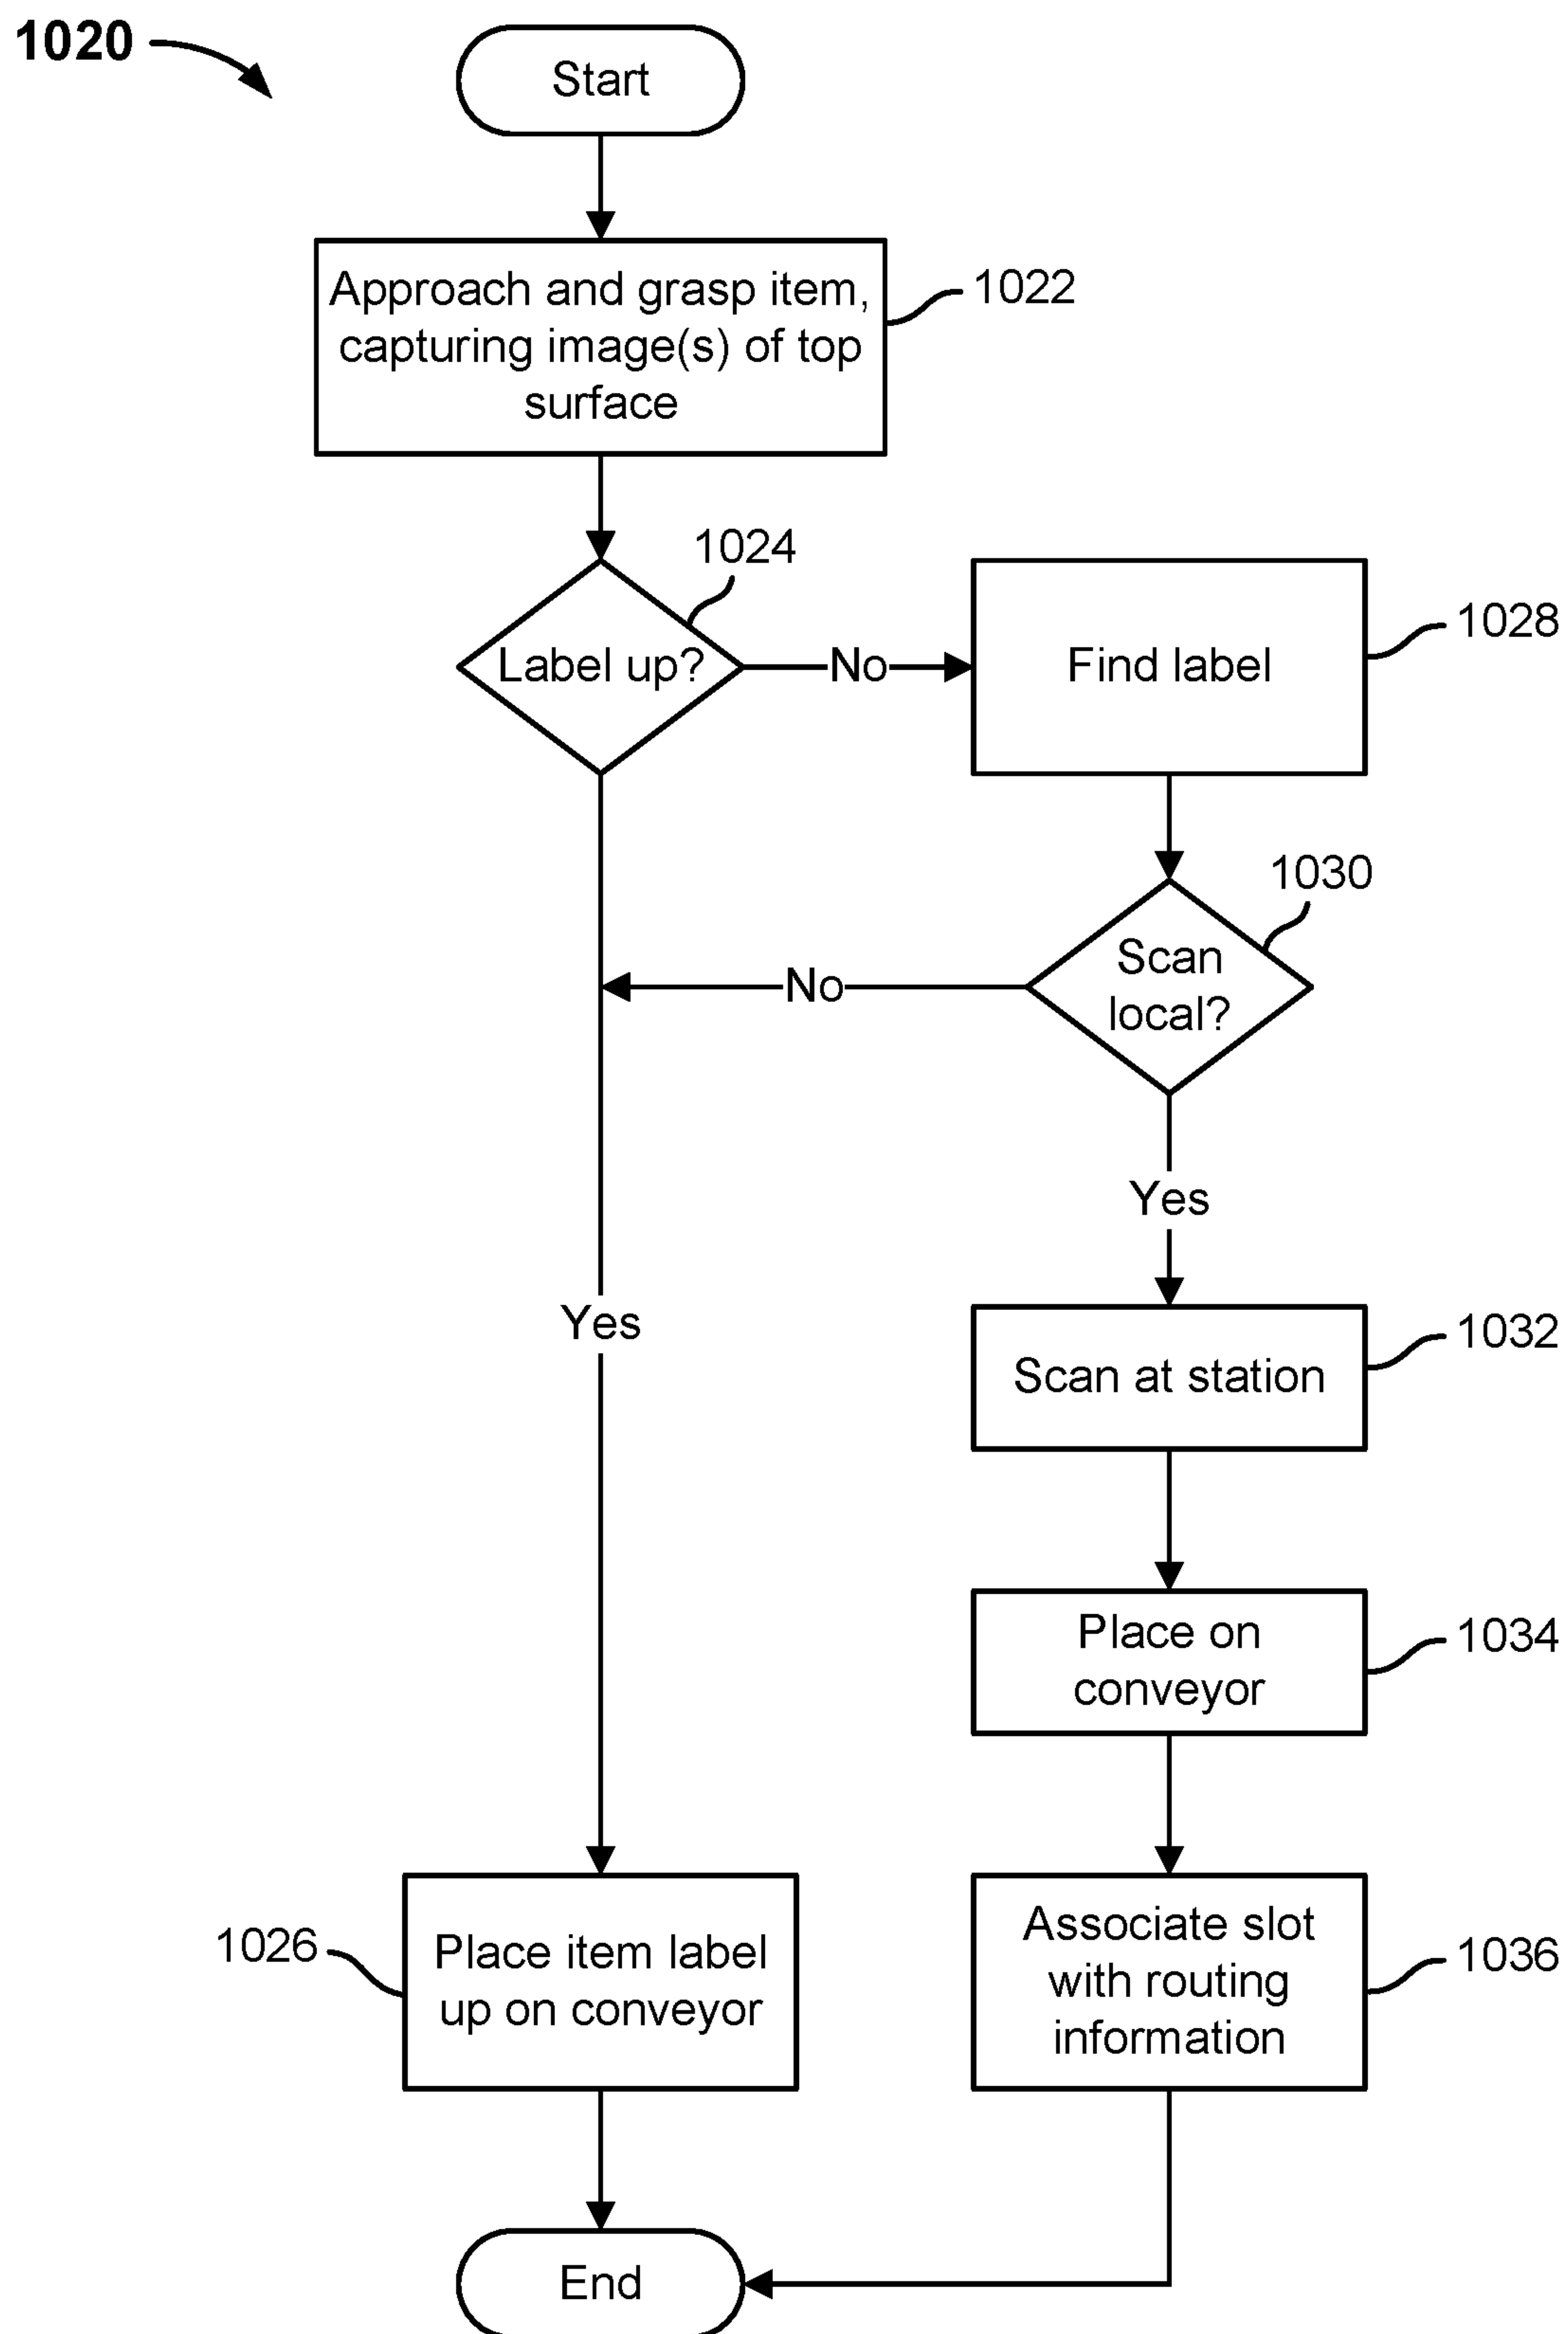 1020
Start
Approach and grasp item,
capturing image(s) of top
surface
1022
1024
Label up?
No
Find label
1028
1030
Scan
local?
No
Yes
Yes
Scan at station
1032
Place on
conveyor
1034
1026
Place item label
up on conveyor
Associate slot
with routing
information
1036
End